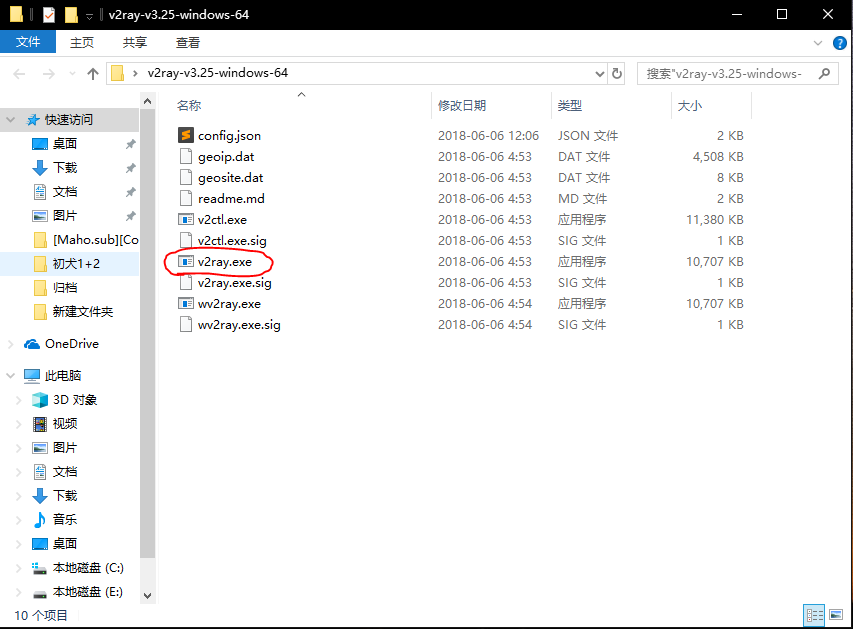 v2ray-v3.25-windows-64
文件 主页 共享 查看
v2ray-v3.25-windows-64 搜索"v2ray-v3.25-windows-
名称 修改日期 类型 大小
config.json 2018-06-06 12:06 JSON 文件 2 KB
geoip.dat 2018-06-06 4:53 DAT 文件 4,508 KB
geosite.dat 2018-06-06 4:53 DAT 文件 8 KB
readme.md 2018-06-06 4:53 MD 文件 2 KB
v2ctl.exe 2018-06-06 4:53 应用程序 11,380 KB
v2ctl.exe.sig 2018-06-06 4:53 SIG 文件 1 KB
v2ray.exe 2018-06-06 4:53 应用程序 10,707 KB
v2ray.exe.sig 2018-06-06 4:53 SIG 文件 1 KB
wv2ray.exe 2018-06-06 4:54 应用程序 10,707 KB
wv2ray.exe.sig 2018-06-06 4:54 SIG 文件 1 KB
快速访问
桌面
下载
文档
图片
[Maho.sub][Co
初犬1+2
归档
新建文件夹
OneDrive
此电脑
3D 对象
视频
图片
文档
下载
音乐
桌面
本地磁盘 (C:)
本地磁盘 (E:)
10 个项目